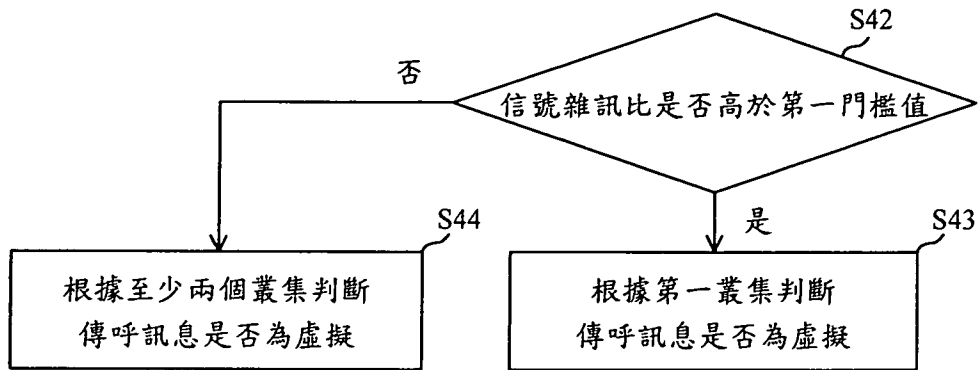 S42
否
信號雜訊比是否高於第一門檻值
是
S44
根據至少兩個叢集判斷
傳呼訊息是否為虛擬
S43
根據第一叢集判斷
傳呼訊息是否為虛擬